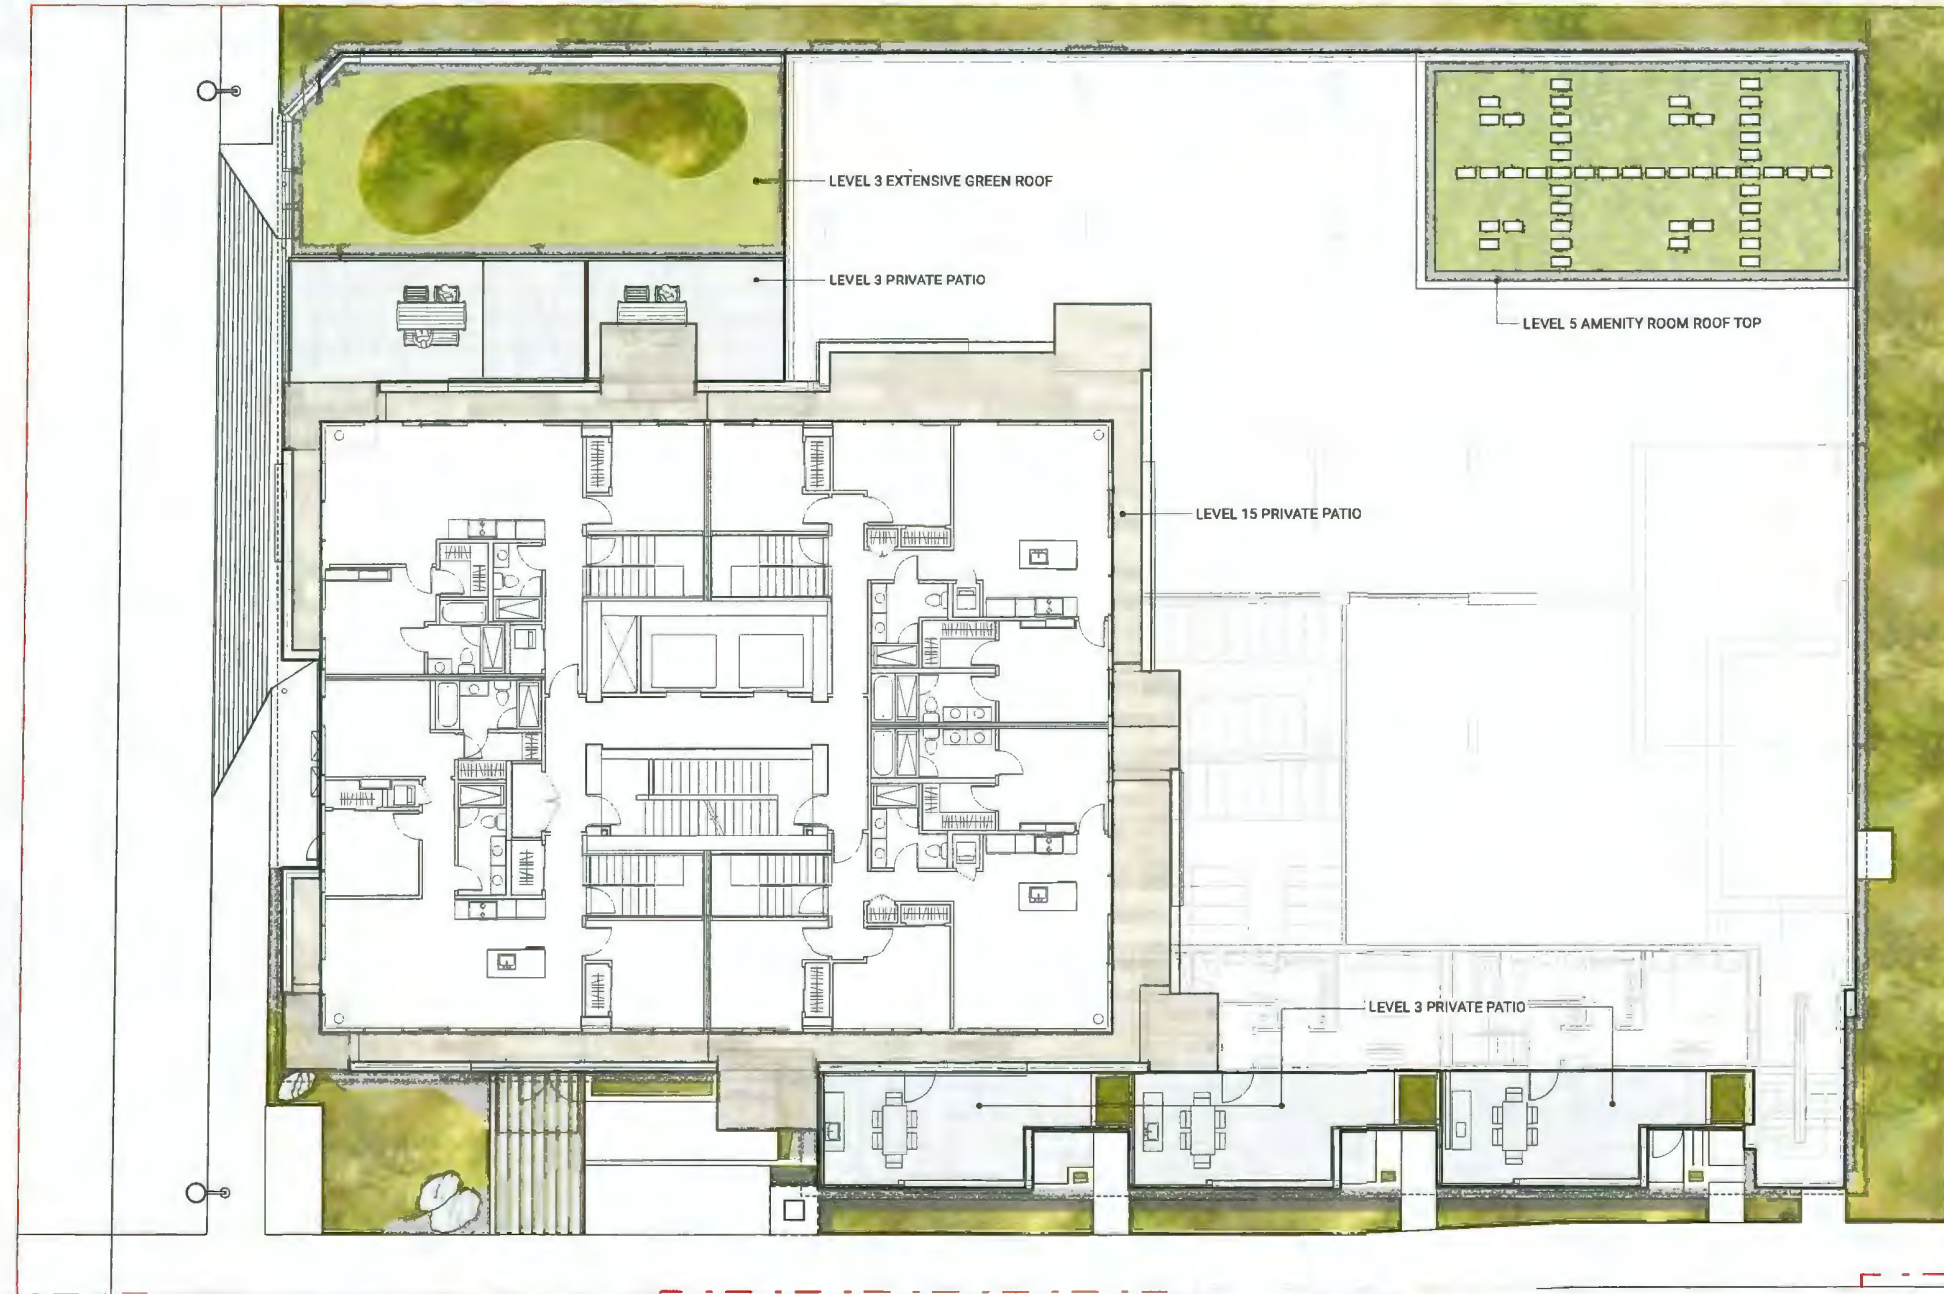 LEVEL 3 EXTENSIVE GREEN ROOF
LEVEL 3 PRIVATE PATIO
LEVEL 5 AMENITY ROOM ROOF TOP
LEVEL 15 PRIVATE PATIO
LEVEL 3 PRIVATE PATIO